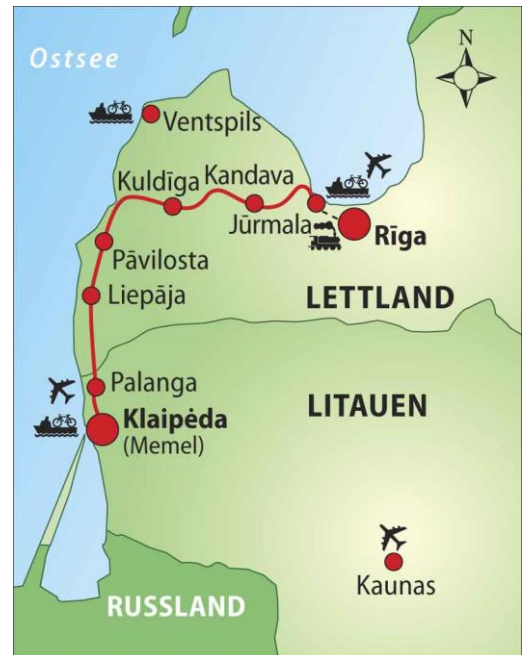 Ostsee
N
Ventspils
Kuldīga
Kandava
Jūrmala
Rīga
Pāvilosta
LETTLAND
Liepāja
Palanga
LITAUEN
Klaipėda
(Memel)
Kaunas
RUSSLAND